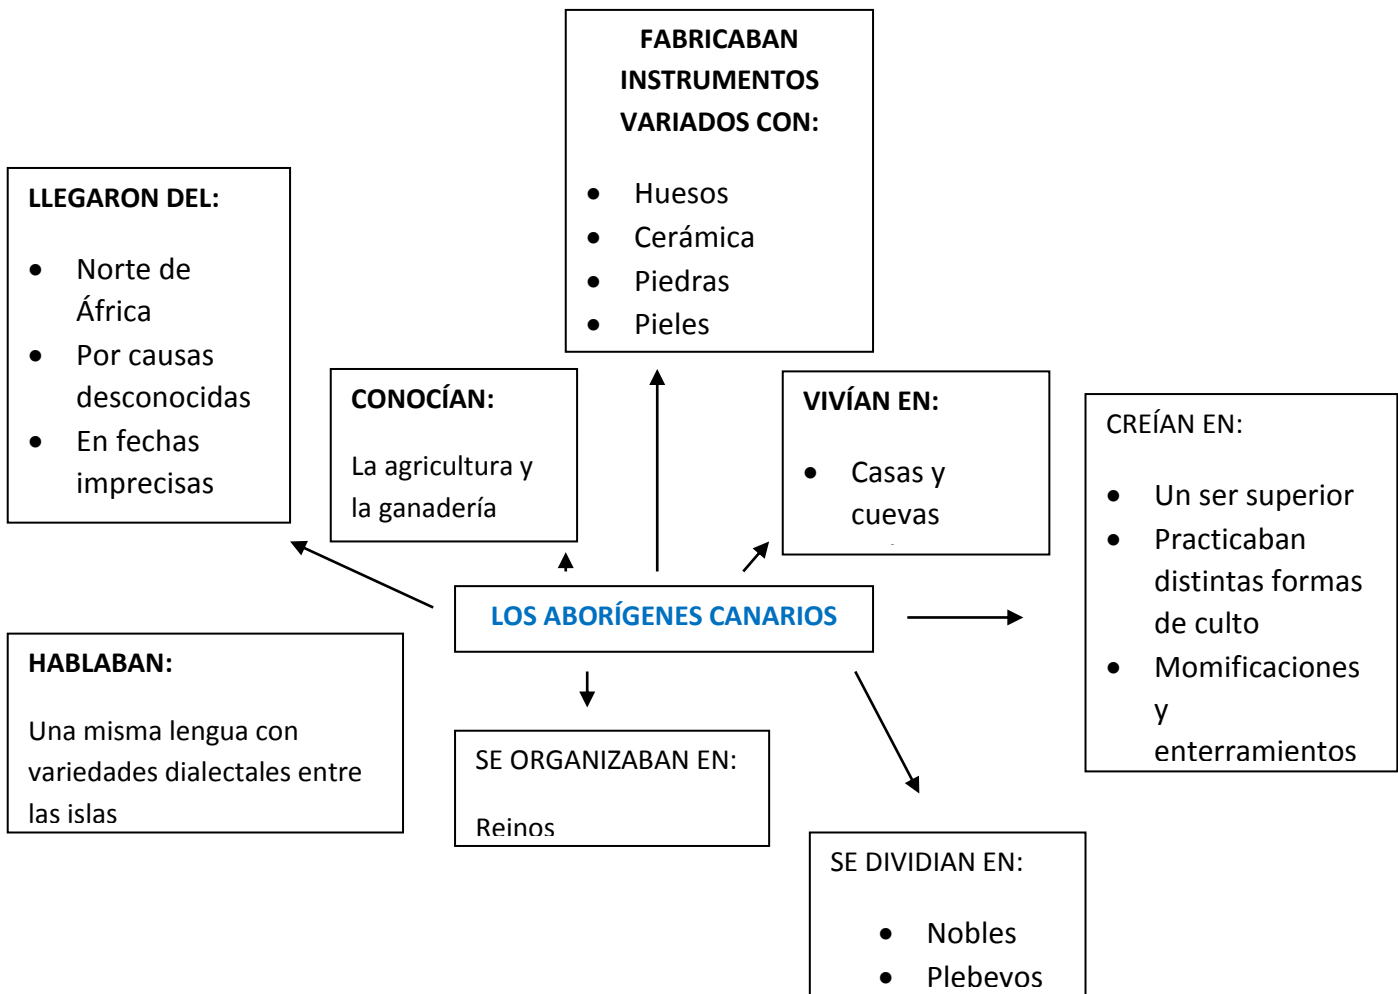 FABRICABAN
INSTRUMENTOS
VARIADOS CON:
• Huesos
• Cerámica
• Piedras
• Pieles
LLEGARON DEL:
• Norte de
África
• Por causas
desconocidas
• En fechas
imprecisas
CONOCÍAN:
La agricultura y
la ganadería
VIVÍAN EN:
• Casas y
cuevas
CREÍAN EN:
• Un ser superior
• Practicaban
distintas formas
de culto
• Momificaciones
y
enterramientos
LOS ABORÍGENES CANARIOS
HABLABAN:
Una misma lengua con
variedades dialectales entre
las islas
SE ORGANIZABAN EN:
Reinos
SE DIVIDIAN EN:
• Nobles
• Plebeyos